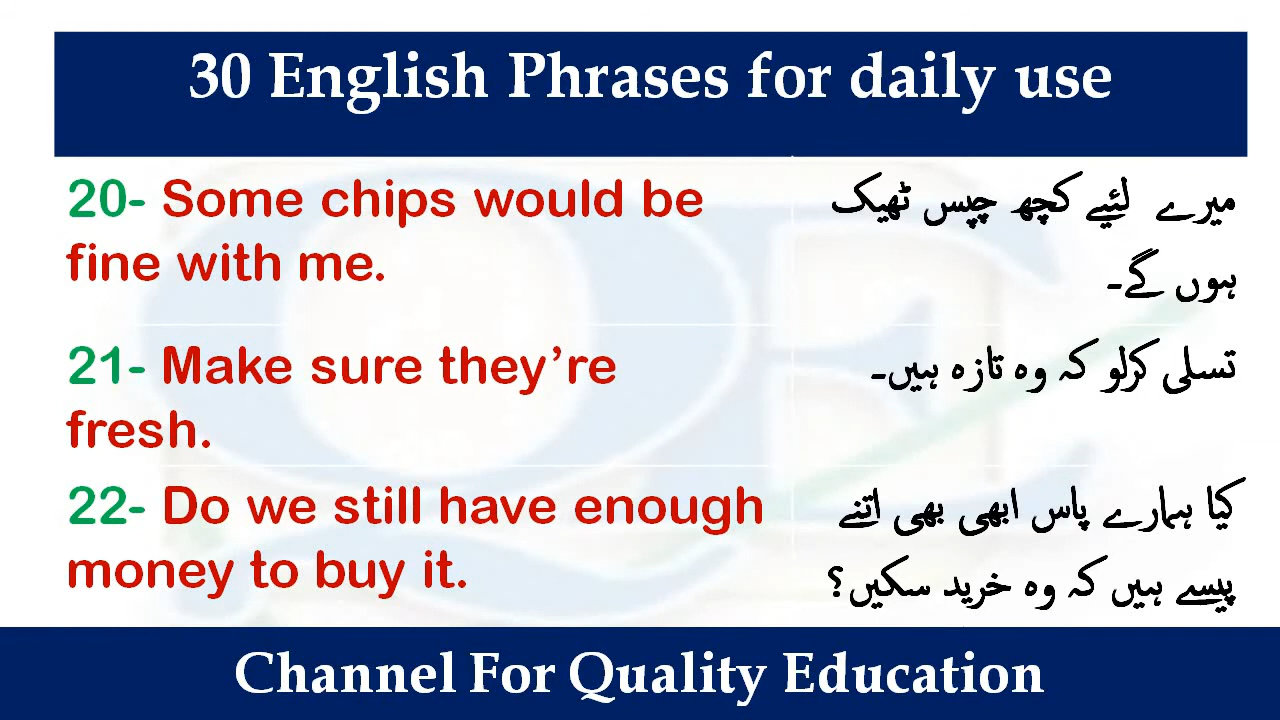 30 English Phrases for daily use
20- Some chips would be
fine with me.
میرے لئیے کچھ چپس ٹھیک
ہوں گے۔
21- Make sure they’re
fresh.
تسلی کرلو کہ وہ تازہ ہیں۔
22- Do we still have enough
money to buy it.
کیا ہمارے پاس ابھی بھی اتنے
پیسے ہیں کہ وہ خرید سکیں؟
Channel For Quality Education